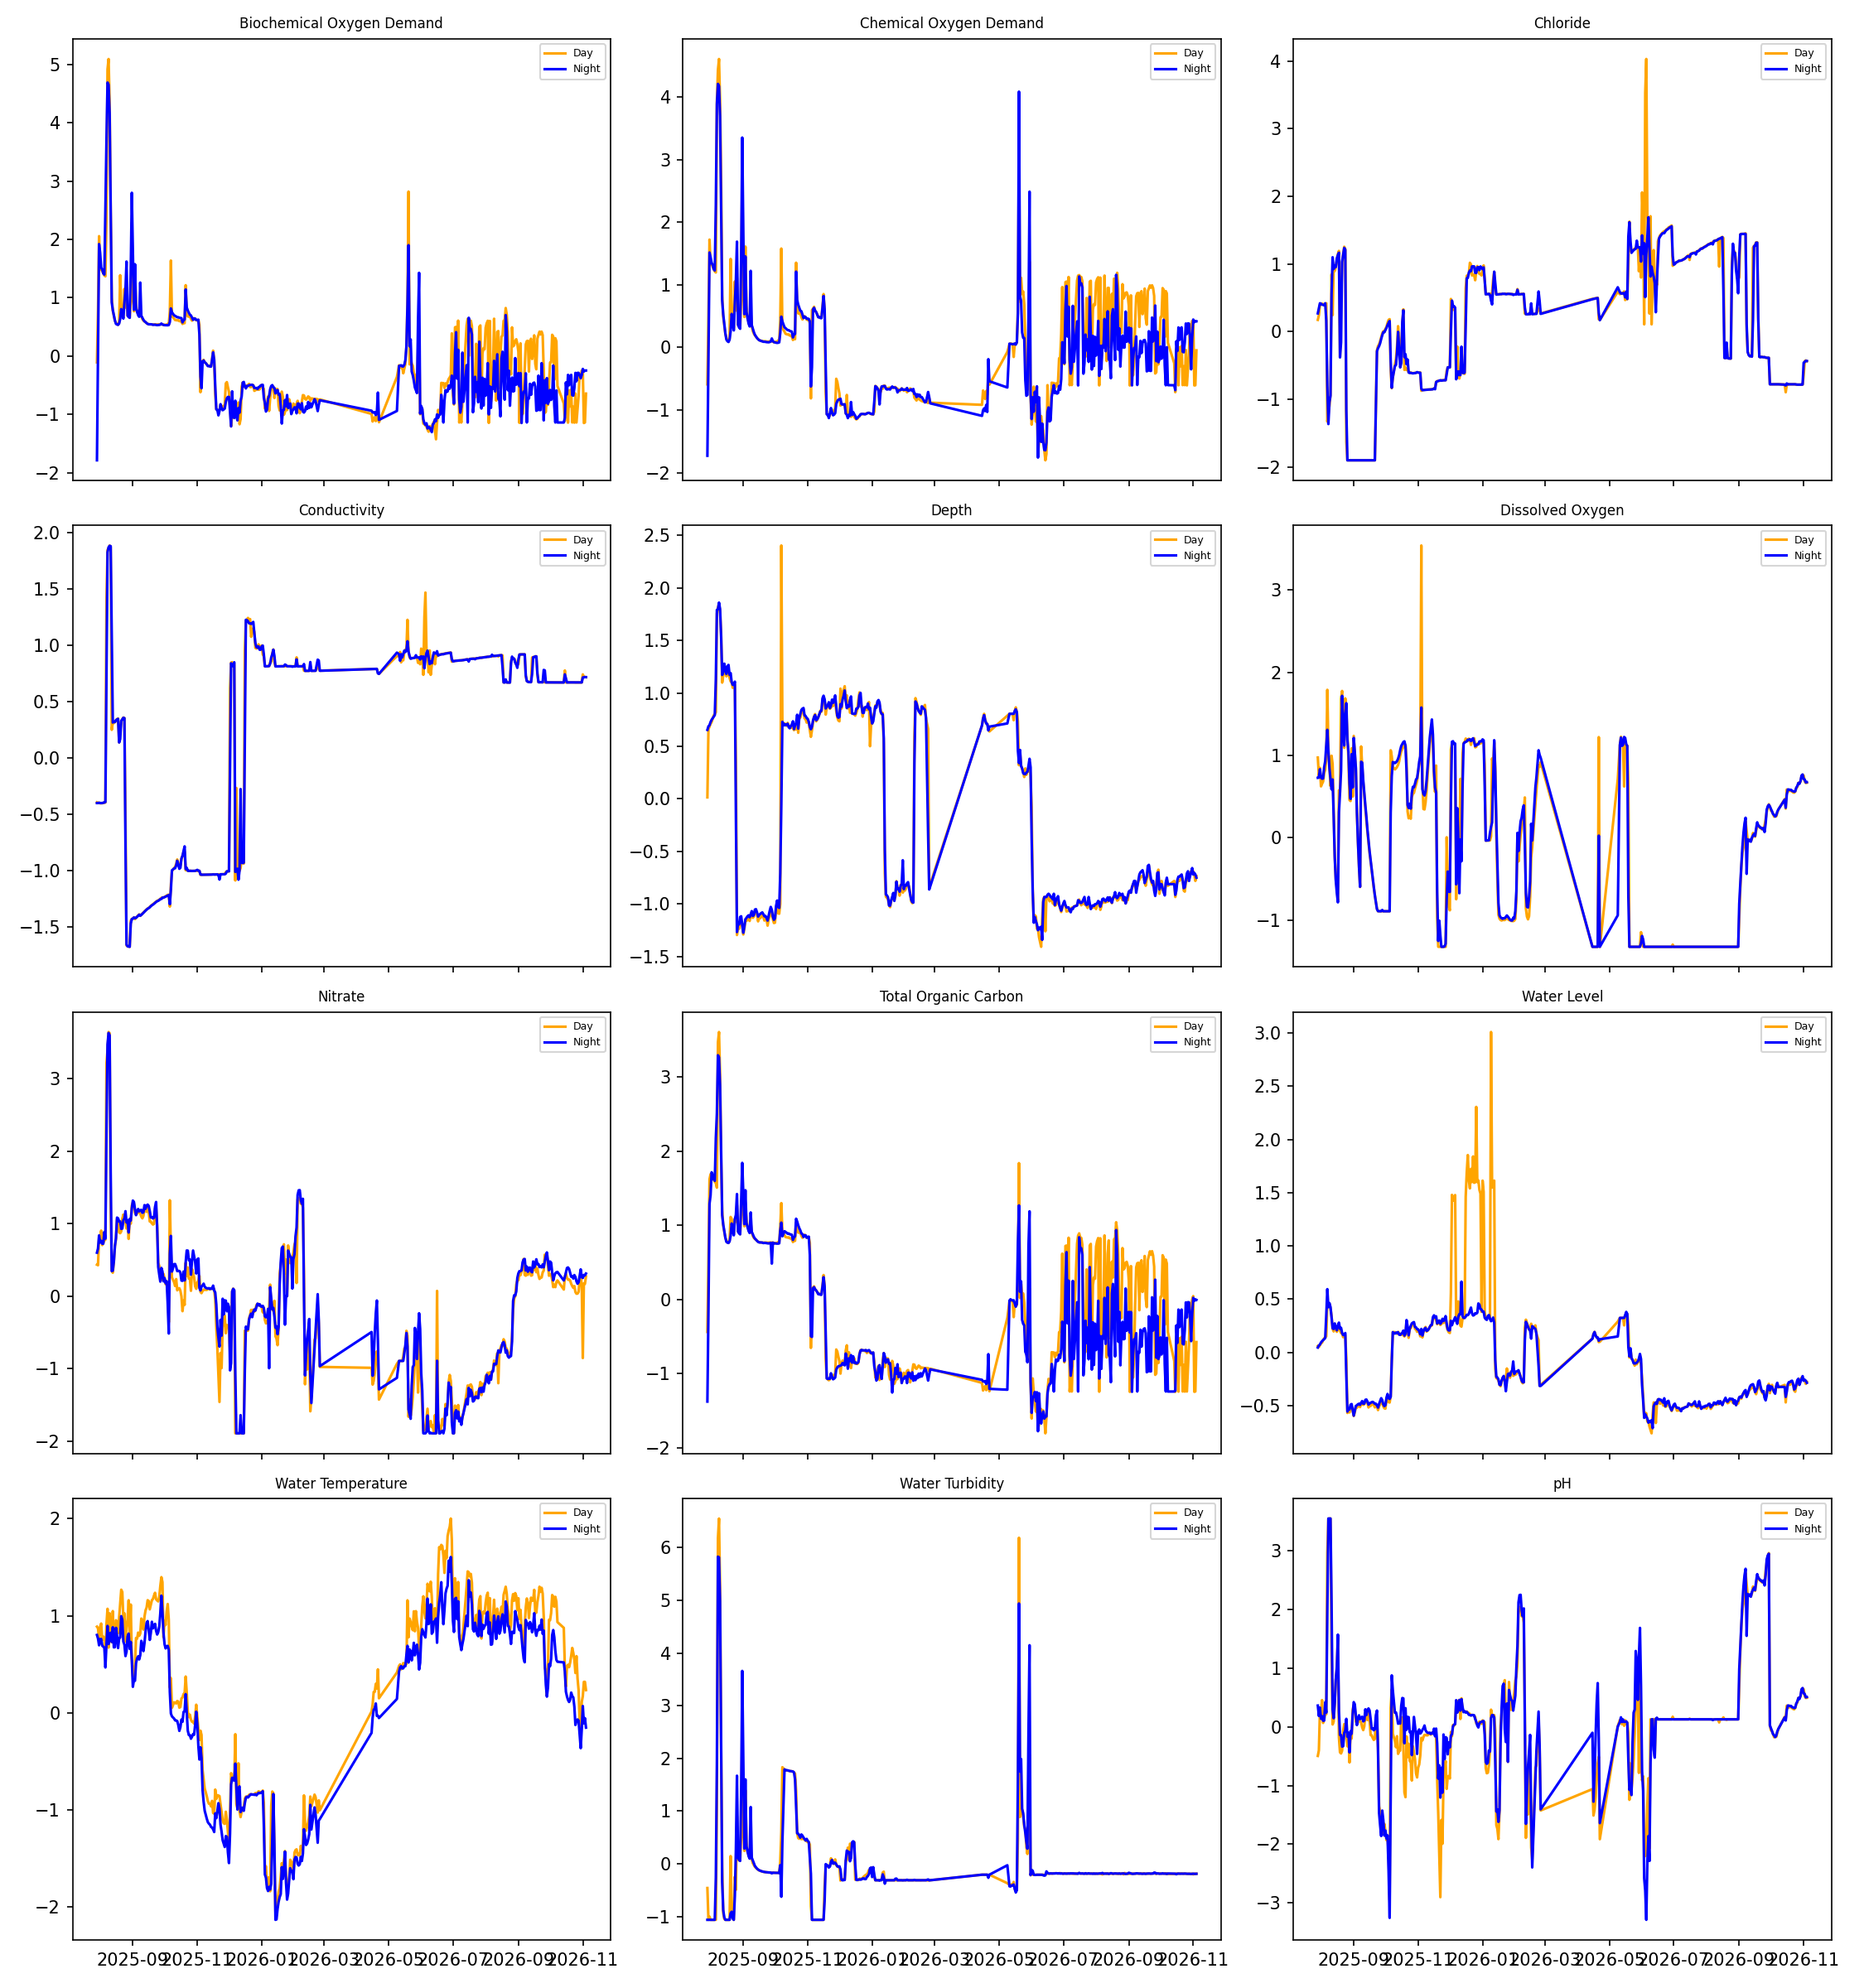 Biochemical Oxygen Demand
5
4
3
2
1
0
−1
−2
Day
Night
Chemical Oxygen Demand
4
3
2
1
0
−1
−2
Day
Night
Chloride
4
3
2
1
0
−1
−2
Day
Night
Conductivity
2.0
1.5
1.0
0.5
0.0
−0.5
−1.0
−1.5
Day
Night
Depth
2.5
2.0
1.5
1.0
0.5
0.0
−0.5
−1.0
−1.5
Day
Night
Dissolved Oxygen
3
2
1
0
−1
Day
Night
Nitrate
3
2
1
0
−1
−2
Day
Night
Total Organic Carbon
3
2
1
0
−1
−2
Day
Night
Water Level
3.0
2.5
2.0
1.5
1.0
0.5
0.0
−0.5
Day
Night
Water Temperature
2
1
0
−1
−2
Day
Night
2025-09 2025-11 2026-01 2026-03 2026-05 2026-07 2026-09 2026-11
Water Turbidity
6
5
4
3
2
1
0
−1
Day
Night
2025-09 2025-11 2026-01 2026-03 2026-05 2026-07 2026-09 2026-11
pH
3
2
1
0
−1
−2
−3
Day
Night
2025-09 2025-11 2026-01 2026-03 2026-05 2026-07 2026-09 2026-11